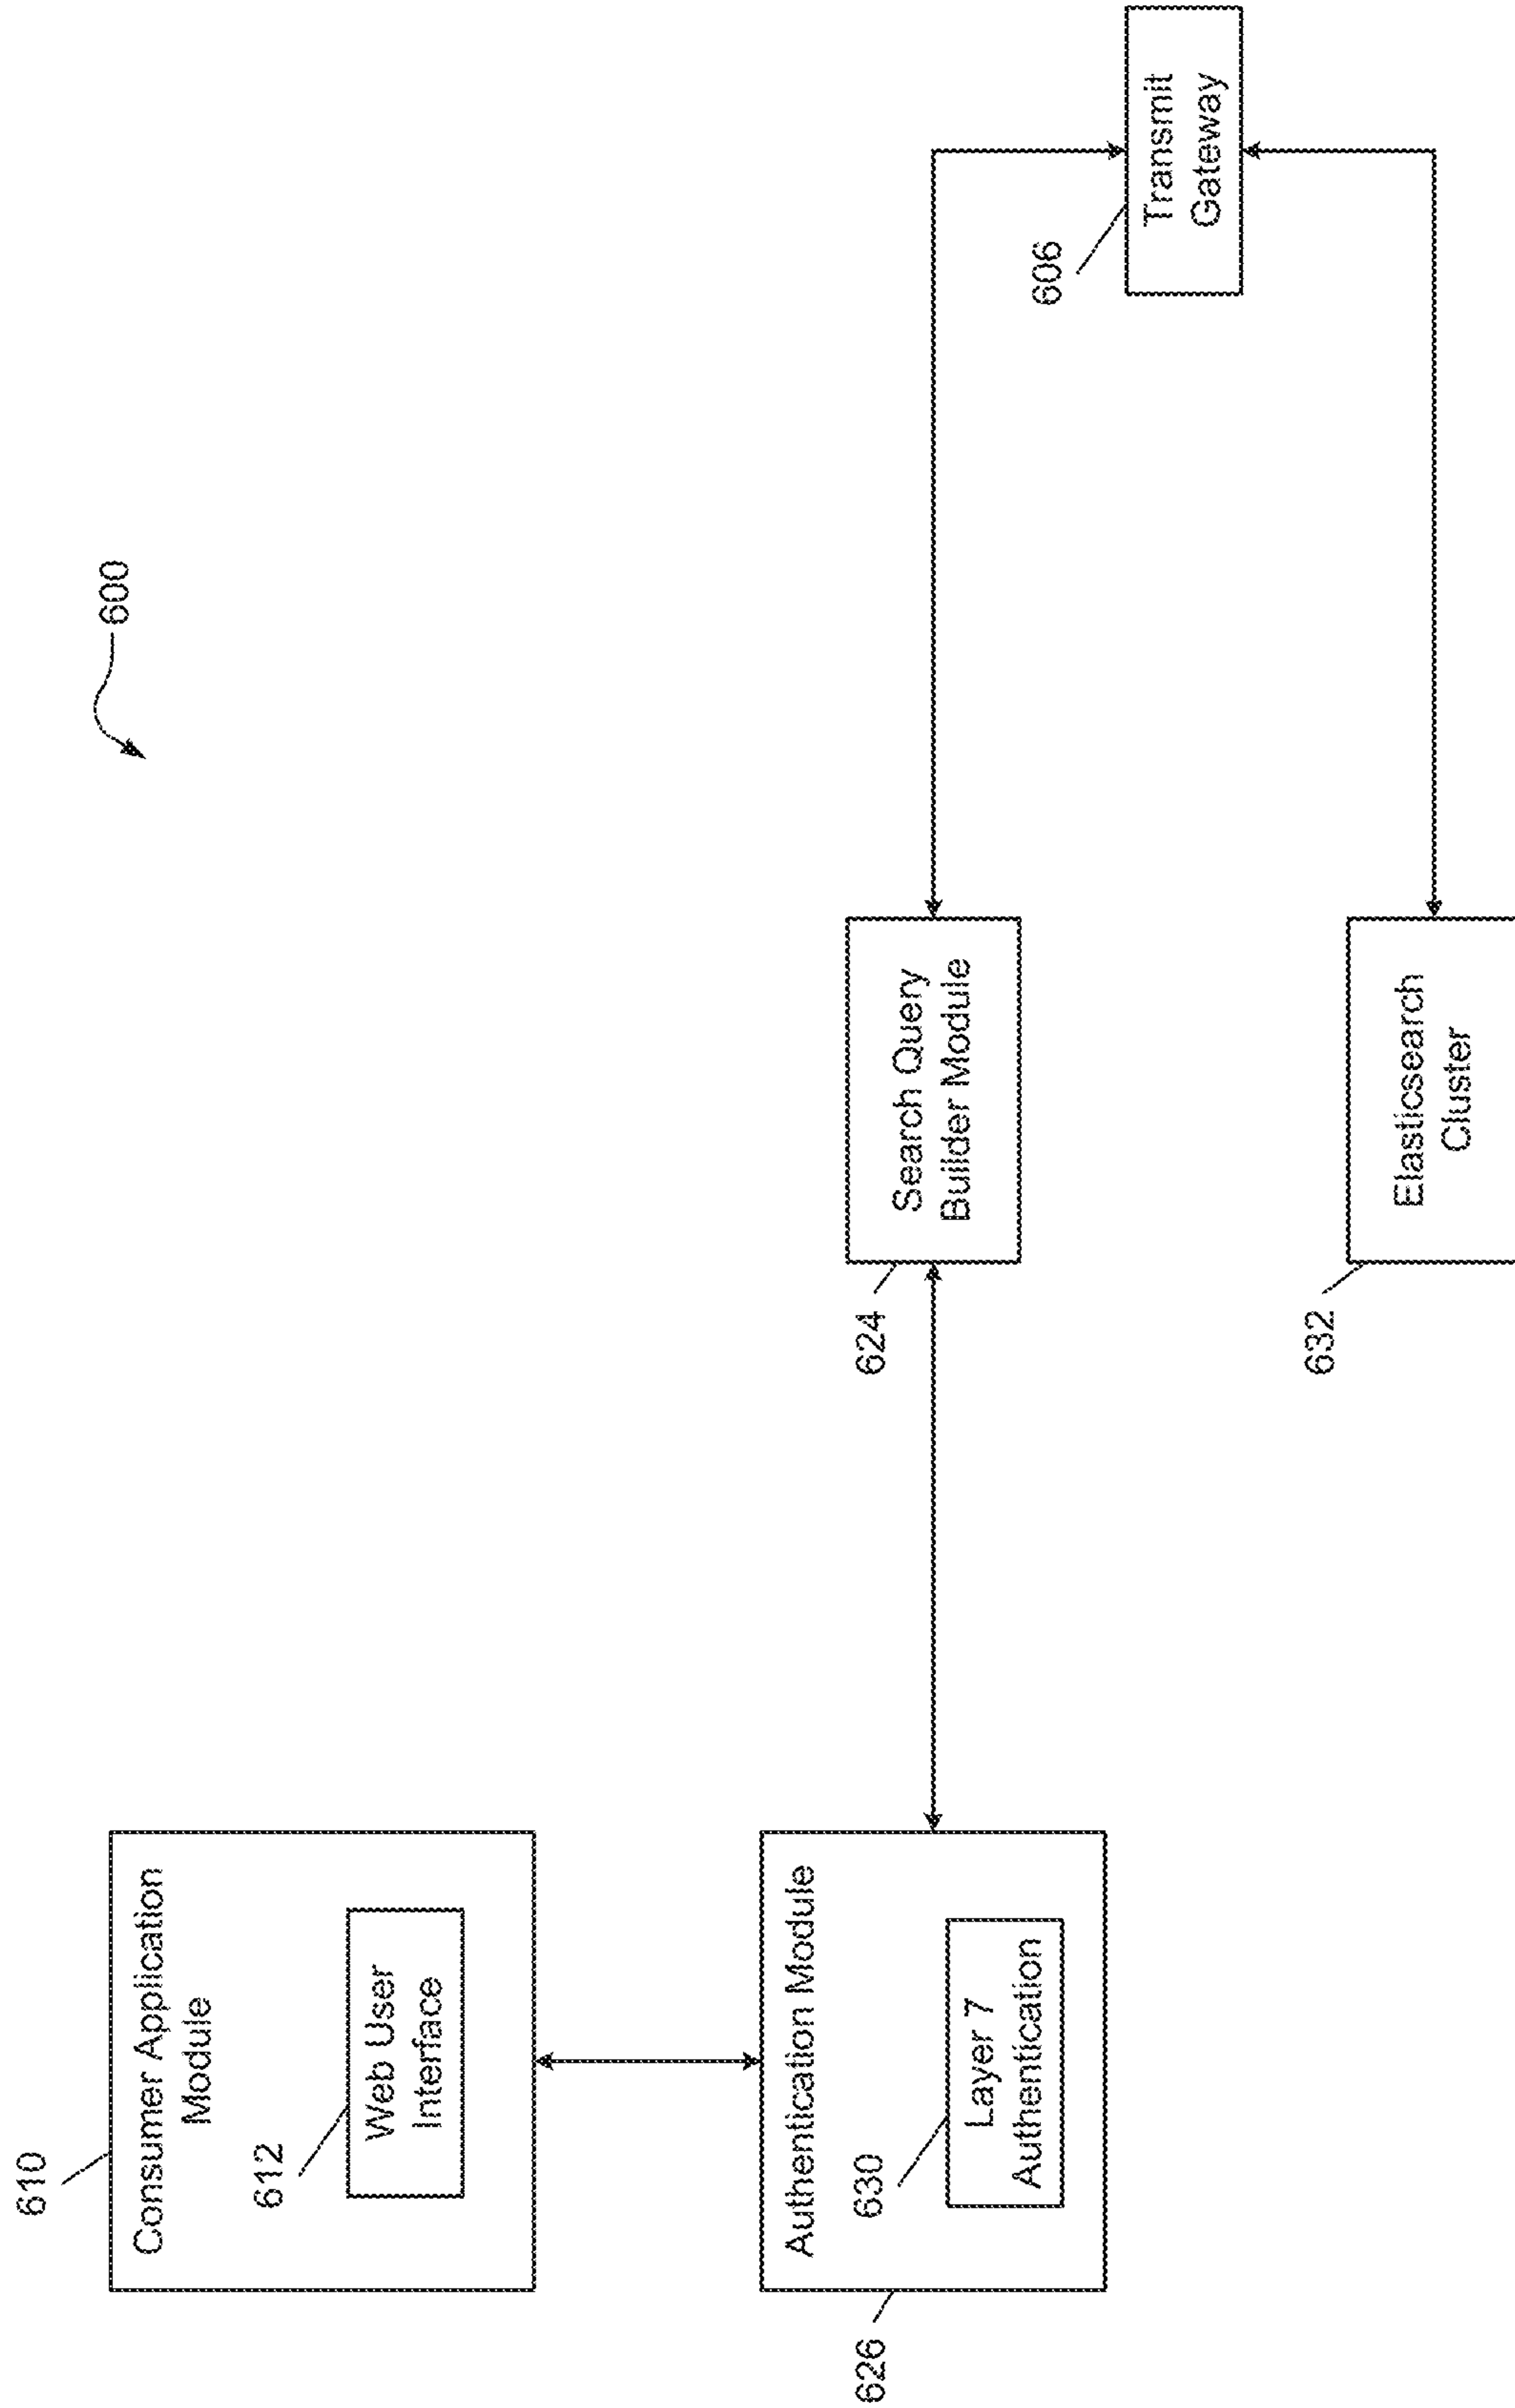 600
610
Consumer Application
Module
612
Web User
Interface
626
Authentication Module
630
Layer 7
Authentication
624
Search Query
Builder Module
606
Transmit
Gateway
632
Elasticsearch
Cluster